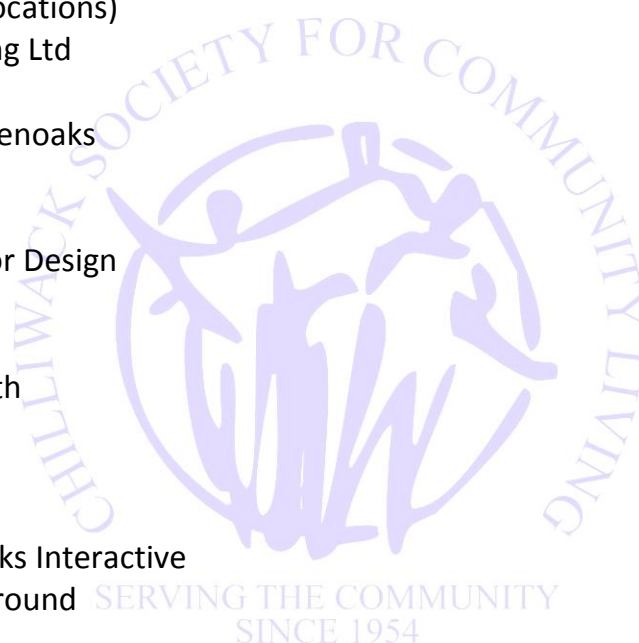 ocations)
ng Ltd
enoaks
or Design
th
ks Interactive
round
CHILLIWACK SOCIETY FOR COMMUNITY LIVING
SERVING THE COMMUNITY
SINCE 1954